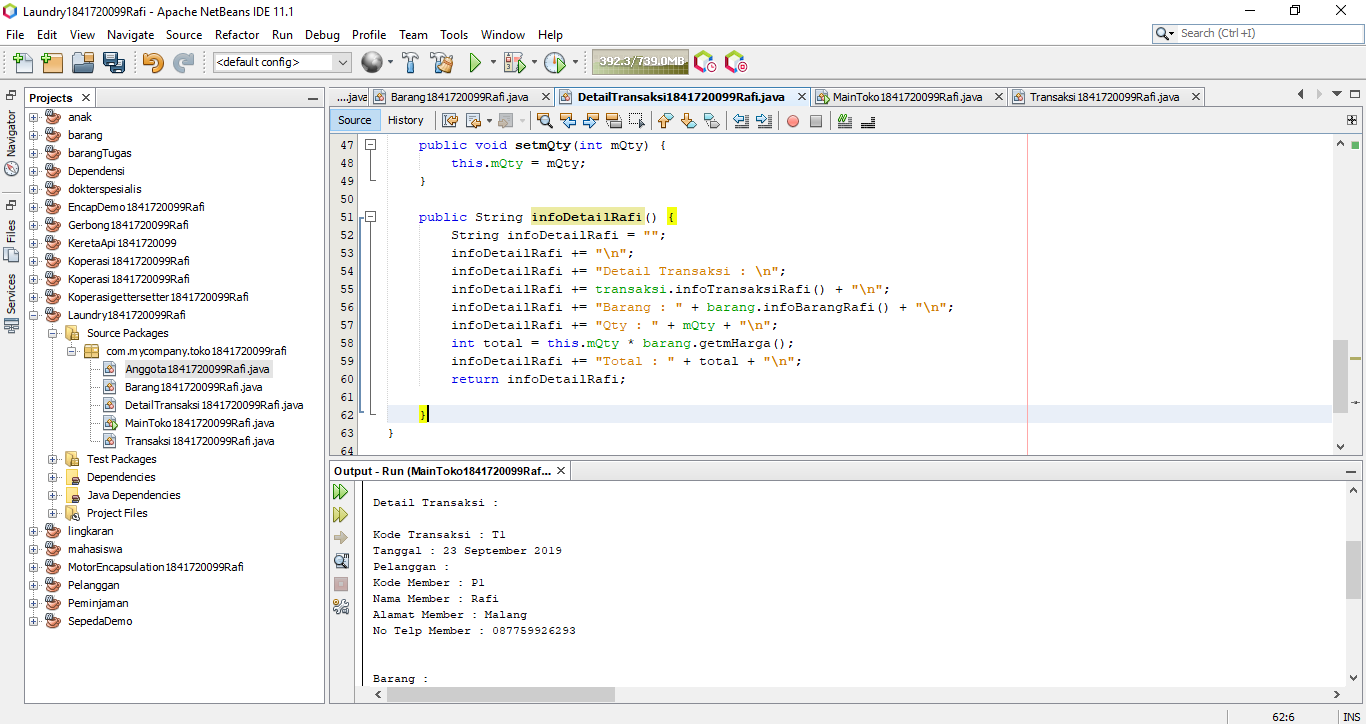 Laundry1841720099Rafi - Apache NetBeans IDE 11.1
File Edit View Navigate Source Refactor Run Debug Profile Team Tools Window Help
Search (Ctrl+I)
<default config>
392.3/739.0MB
Projects
Navigator
Files
Services
anak
barang
barangTugas
Dependensi
dokterspesialis
EncapDemo1841720099Rafi
Gerbong1841720099Rafi
KeretaApi1841720099
Koperasi1841720099Rafi
Koperasi1841720099Rafi
Koperasigettersetter1841720099Rafi
Laundry1841720099Rafi
Source Packages
com.mycompany.toko1841720099rafi
Anggota1841720099Rafi.java
Barang1841720099Rafi.java
DetailTransaksi1841720099Rafi.java
MainToko1841720099Rafi.java
Transaksi1841720099Rafi.java
Test Packages
Dependencies
Java Dependencies
Project Files
lingkaran
mahasiswa
MotorEncapsulation1841720099Rafi
Pelanggan
Peminjaman
SepedaDemo
....java Barang1841720099Rafi.java DetailTransaksi1841720099Rafi.java MainToko1841720099Rafi.java Transaksi1841720099Rafi.java
Source History
47 public void setmQty(int mQty) {
48 this.mQty = mQty;
49 }
50
51 public String infoDetailRafi() {
52 String infoDetailRafi = "";
53 infoDetailRafi += "\n";
54 infoDetailRafi += "Detail Transaksi : \n";
55 infoDetailRafi += transaksi.infoTransaksiRafi() + "\n";
56 infoDetailRafi += "Barang : " + barang.infoBarangRafi() + "\n";
57 infoDetailRafi += "Qty : " + mQty + "\n";
58 int total = this.mQty * barang.getmHarga();
59 infoDetailRafi += "Total : " + total + "\n";
60 return infoDetailRafi;
61
62 }
63 }
64
Output - Run (MainToko1841720099Raf...
Detail Transaksi :
Kode Transaksi : T1
Tanggal : 23 September 2019
Pelanggan :
Kode Member : P1
Nama Member : Rafi
Alamat Member : Malang
No Telp Member : 087759926293
Barang :
62:6 INS